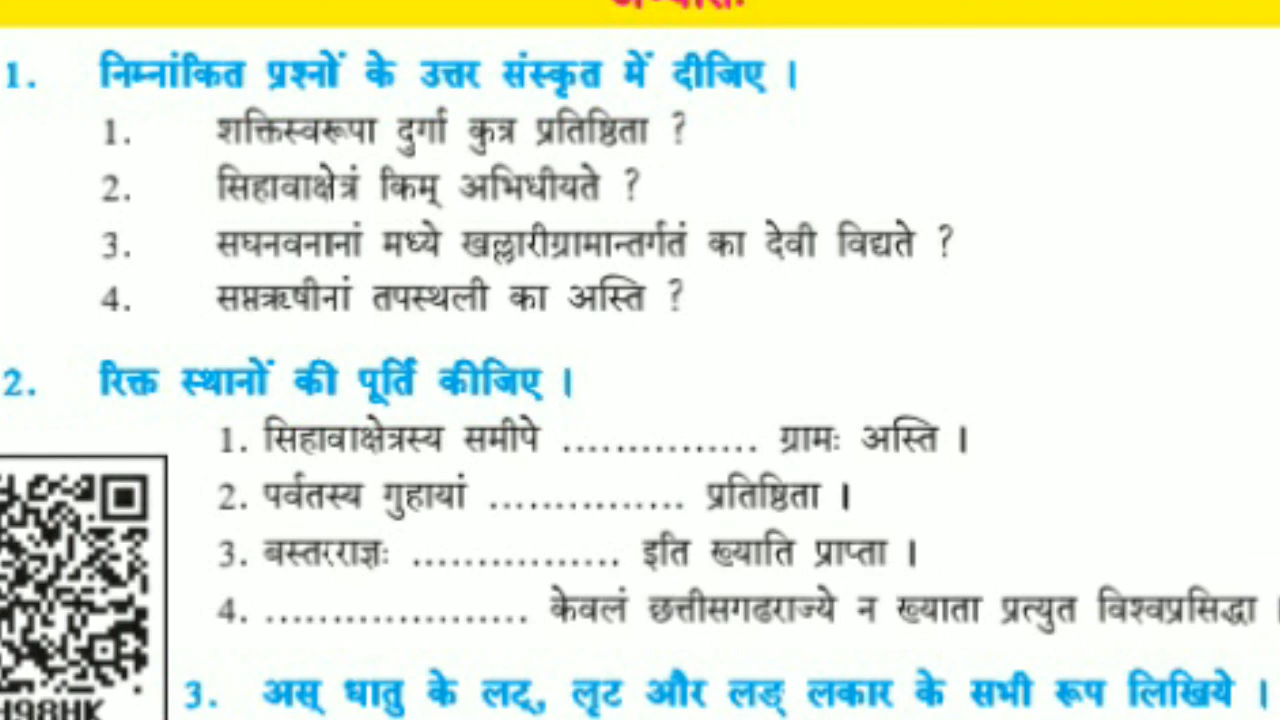 1. निम्नांकित प्रश्नों के उत्तर संस्कृत में दीजिए ।
1. शक्तिस्वरूपा दुर्गा कुत्र प्रतिष्ठिता ?
2. सिहावाक्षेत्रं किम् अभिधीयते ?
3. सघनवनानां मध्ये खल्लारीग्रामान्तर्गतं का देवी विद्यते ?
4. सप्तऋषीनां तपस्थली का अस्ति ?
2. रिक्त स्थानों की पूर्ति कीजिए ।
1. सिहावाक्षेत्रस्य समीपे ............... ग्रामः अस्ति ।
2. पर्वतस्य गुहायां ............... प्रतिष्ठिता ।
3. बस्तरराज्ञः ................ इति ख्याति प्राप्ता ।
4. .................... केवलं छत्तीसगढराज्ये न ख्याता प्रत्युत विश्वप्रसिद्धा ।
3. अस् धातु के लट्, लृट और लङ् लकार के सभी रूप लिखिये ।